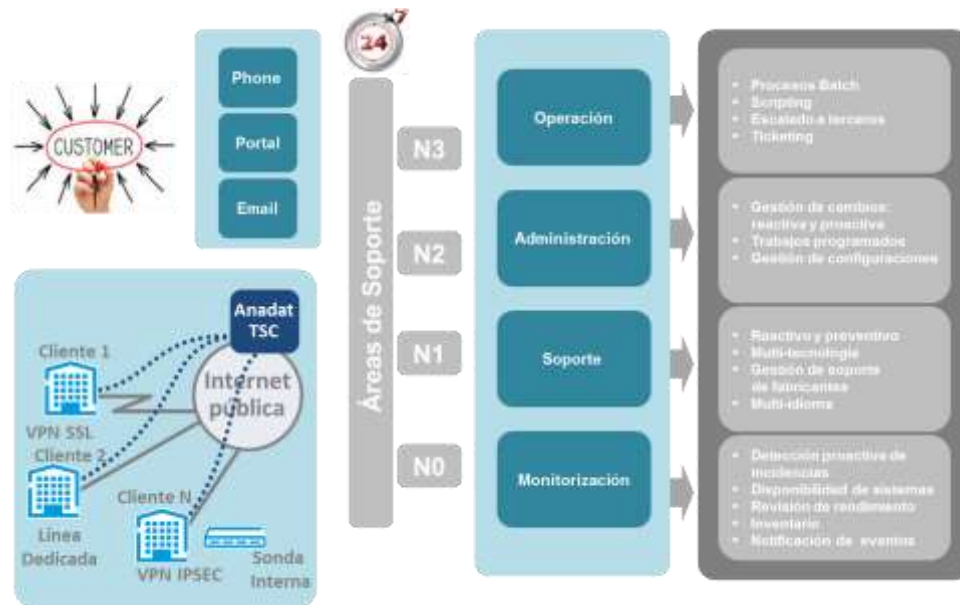 CUSTOMER
Phone
Portal
Email
24
7
Áreas de Soporte
N3
N2
N1
N0
Operación
Administración
Soporte
Monitorización
• Procesos Batch
• Scripting
• Escalado a terceros
• Ticketing
• Gestión de cambios:
reactiva y proactiva
• Trabajos programados
• Gestión de configuraciones
• Reactivo y preventivo
• Multi-tecnología
• Gestión de soporte
de fabricantes
• Multi-idioma
• Detección proactiva de
incidencias
• Disponibilidad de sistemas
• Revisión de rendimiento
• Inventario
• Notificación de eventos
Anadat
TSC
Cliente 1
Internet
pública
VPN SSL
Cliente 2
Cliente N
Línea
Dedicada
VPN IPSEC
Sonda
Interna